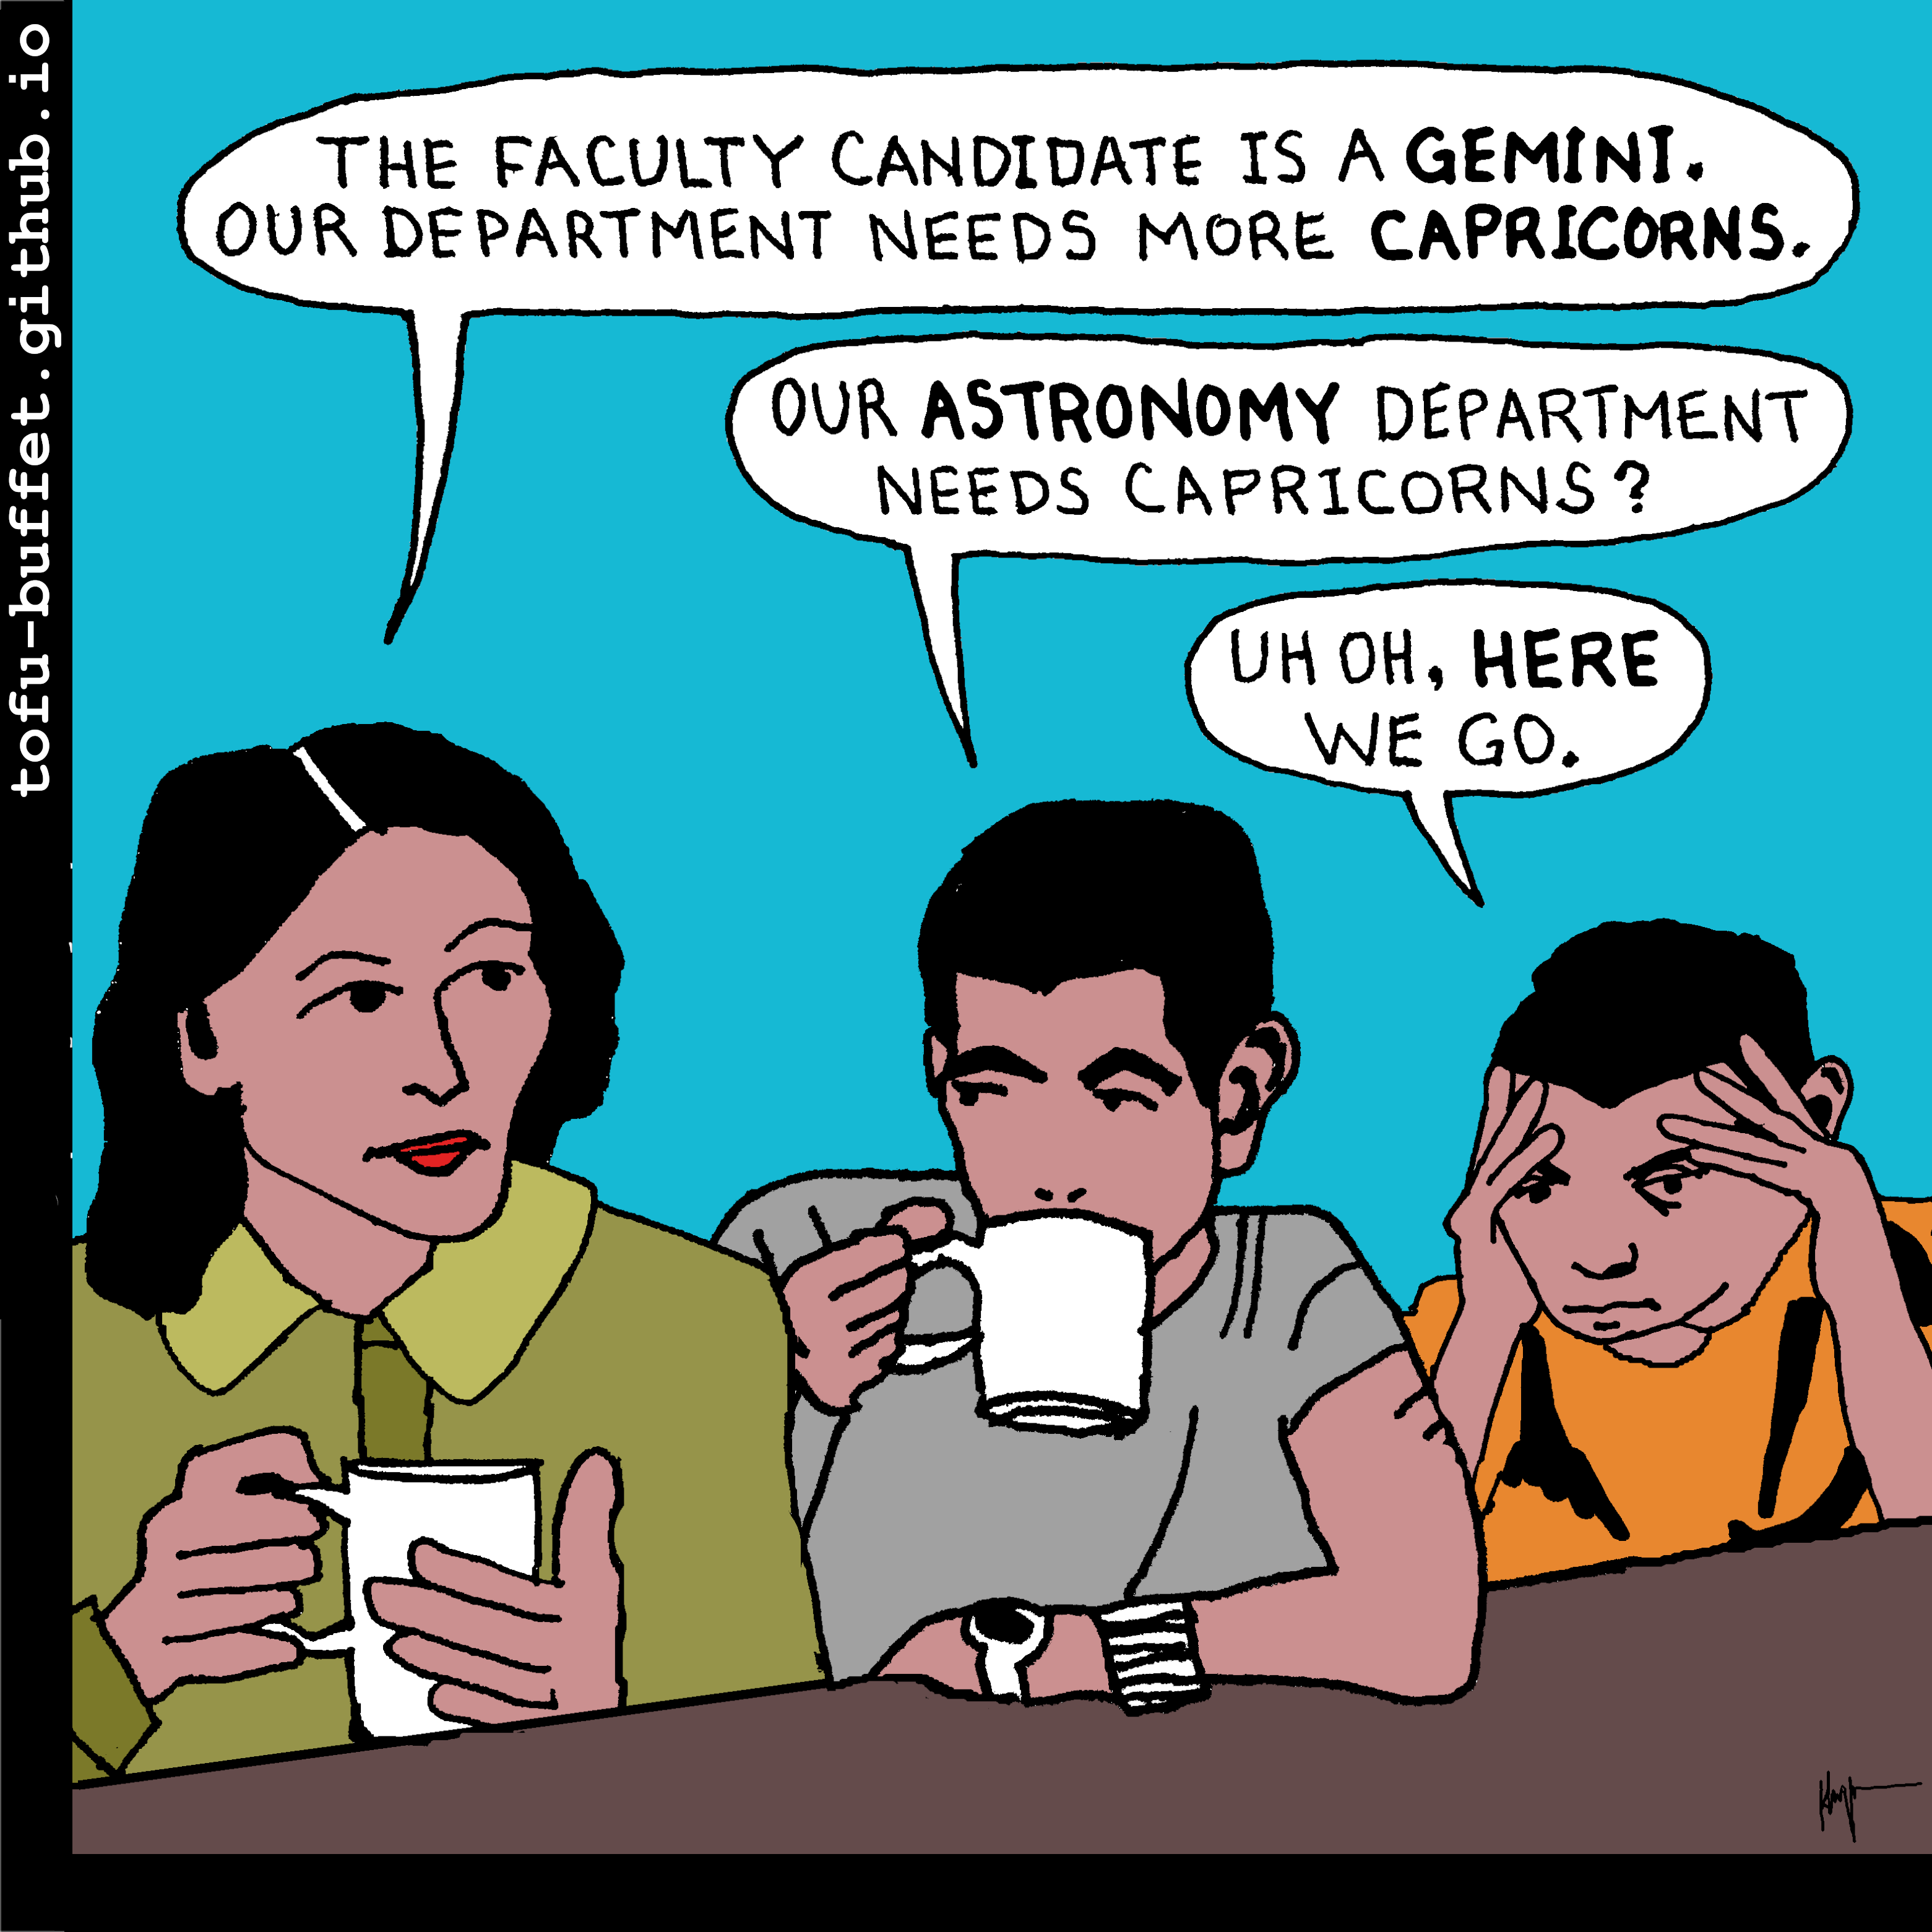 THE FACULTY CANDIDATE IS A GEMINI.
OUR DEPARTMENT NEEDS MORE CAPRICORNS.
OUR ASTRONOMY DEPARTMENT
NEEDS CAPRICORNS?
UH OH, HERE
WE GO.
tofu-buffet.github.io